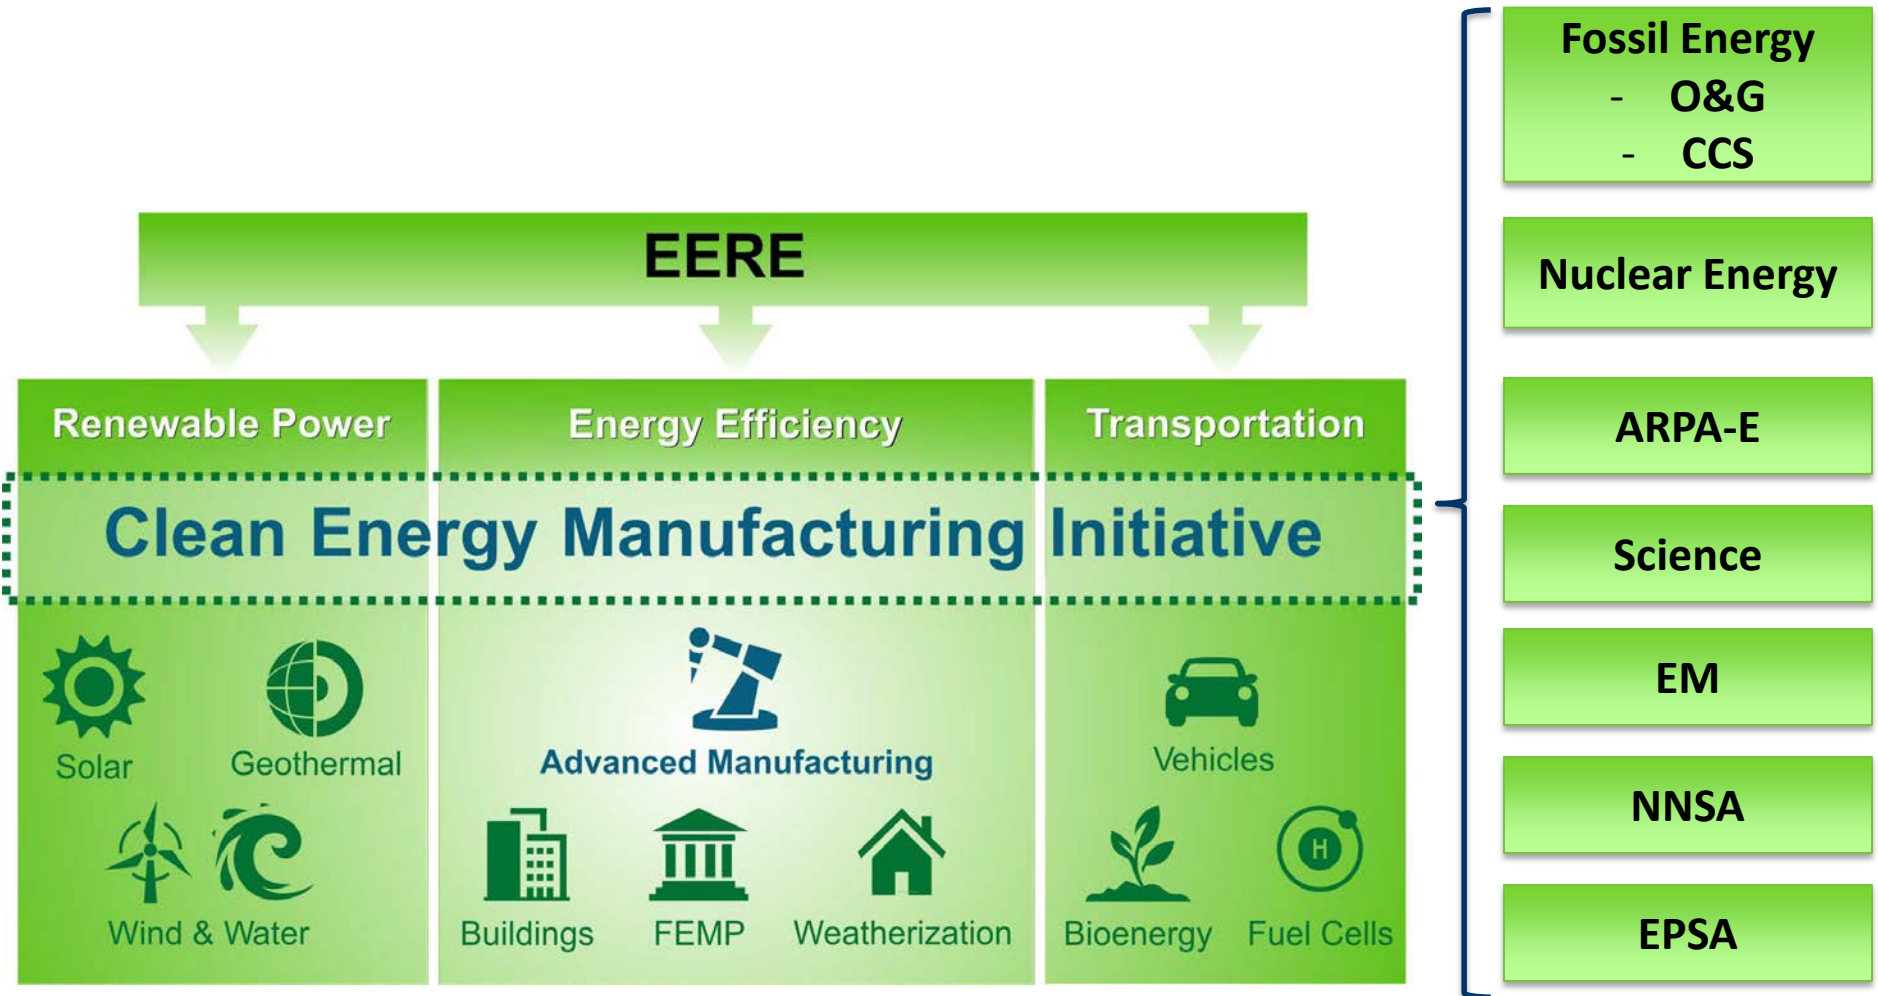 EERE
Renewable Power
Energy Efficiency
Transportation
Clean Energy Manufacturing Initiative
Solar
Geothermal
Wind & Water
Advanced Manufacturing
Buildings
FEMP
Weatherization
Vehicles
Bioenergy
H
Fuel Cells
Fossil Energy
- O&G
- CCS
Nuclear Energy
ARPA-E
Science
EM
NNSA
EPSA